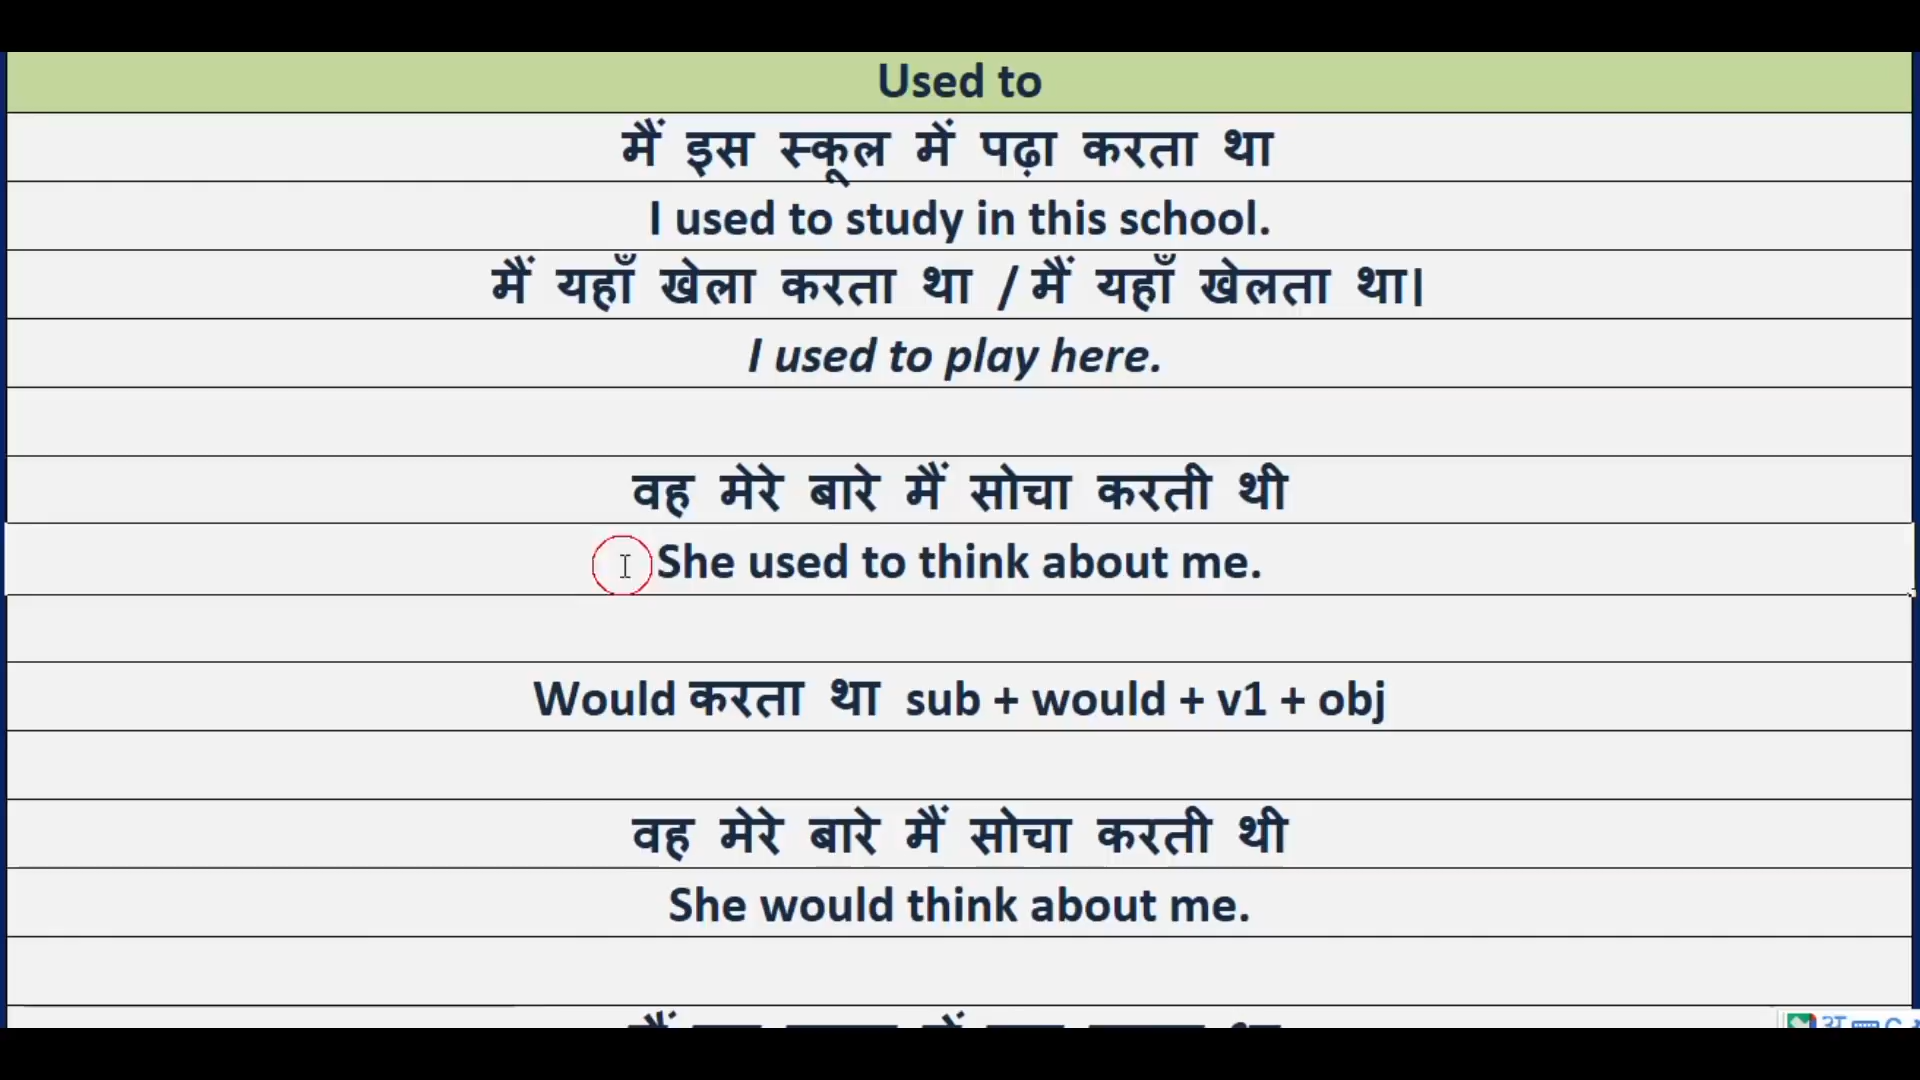 Used to
मैं इस स्कूल में पढ़ा करता था
I used to study in this school.
मैं यहाँ खेला करता था / मैं यहाँ खेलता था।
I used to play here.
वह मेरे बारे मैं सोचा करती थी
She used to think about me.
Would करता था sub + would + v1 + obj
वह मेरे बारे मैं सोचा करती थी
She would think about me.